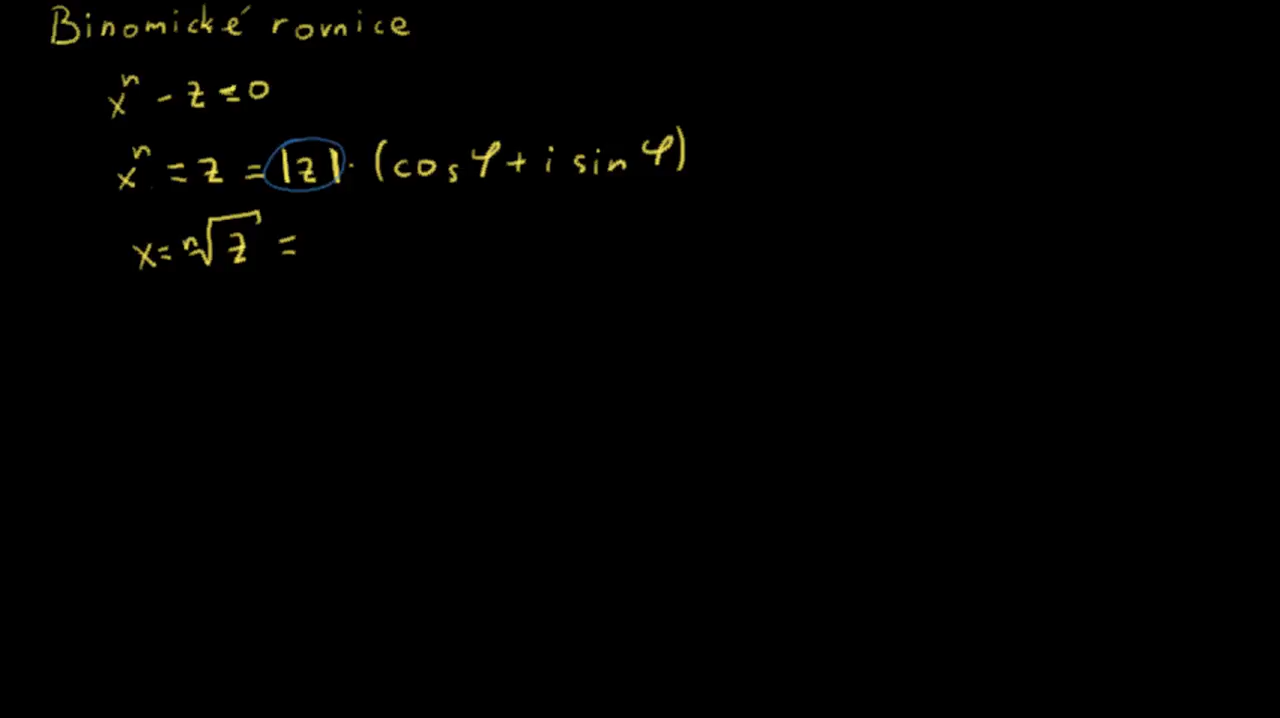 Binomické rovnice
xⁿ - z = 0
xⁿ = z = |z| · (cos φ + i sin φ)
x = ⁿ√z =